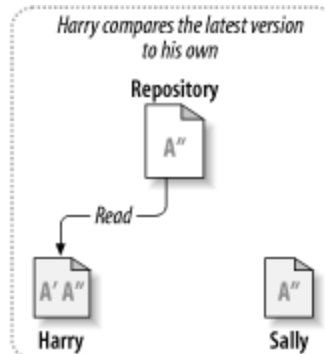 Harry compares the latest version
to his own
Repository
A"
Read
A' A"
A"
Harry
Sally